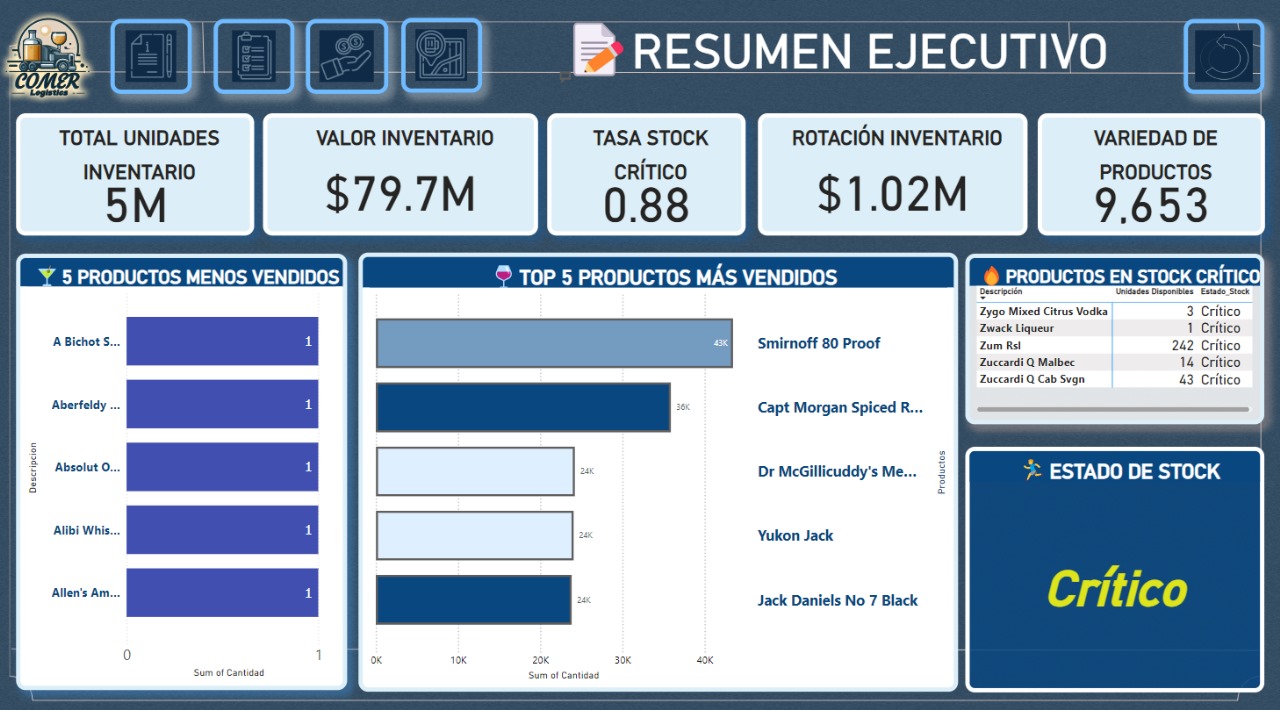 COMER
Logistics
RESUMEN EJECUTIVO
TOTAL UNIDADES
INVENTARIO
5M
VALOR INVENTARIO
$79.7M
TASA STOCK
CRÍTICO
0.88
ROTACIÓN INVENTARIO
$1.02M
VARIEDAD DE
PRODUCTOS
9,653
5 PRODUCTOS MENOS VENDIDOS
Descripcion
A Bichot S... 1
Aberfeldy ... 1
Absolut O... 1
Alibi Whis... 1
Allen's Am... 1
0 1
Sum of Cantidad
TOP 5 PRODUCTOS MÁS VENDIDOS
43K Smirnoff 80 Proof
36K Capt Morgan Spiced R...
24K Dr McGillicuddy's Me...
24K Yukon Jack
24K Jack Daniels No 7 Black
Productos
0K 10K 20K 30K 40K
Sum of Cantidad
PRODUCTOS EN STOCK CRÍTICO
Descripción Unidades Disponibles Estado_Stock
Zygo Mixed Citrus Vodka 3 Crítico
Zwack Liqueur 1 Crítico
Zum Rsl 242 Crítico
Zuccardi Q Malbec 14 Crítico
Zuccardi Q Cab Svgn 43 Crítico
ESTADO DE STOCK
Crítico